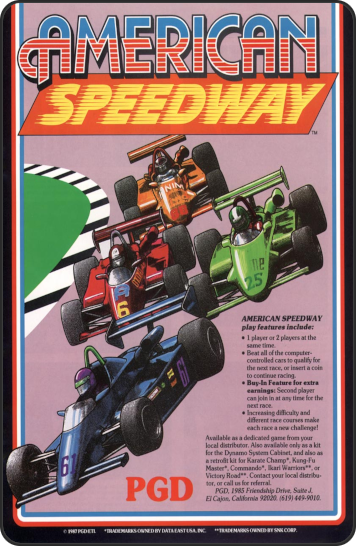 AMERICAN
SPEEDWAY
TM
6
25
61
AMERICAN SPEEDWAY
play features include:
• 1 player or 2 players at the
same time.
• Beat all of the computer-
controlled cars to qualify for
the next race, or insert a coin
to continue racing.
• Buy-In Feature for extra
earnings: Second player
can join in at any time for the
next race.
• Increasing difficulty and
different race courses make
each race a new challenge!
Available as a dedicated game from your
local distributor. Also available only as a kit
for the Dynamo System Cabinet, and also as
a retrofit kit for Karate Champ*, Kung-Fu
Master*, Commando*, Ikari Warriors**, or
Victory Road**. Contact your local distribu-
tor, or call us for referral.
PGD, 1985 Friendship Drive, Suite J,
El Cajon, California 92020. (619) 449-9010.
PGD
© 1987 PGD ETI. *TRADEMARKS OWNED BY DATA EAST USA, INC. **TRADEMARKS OWNED BY SNK CORP.